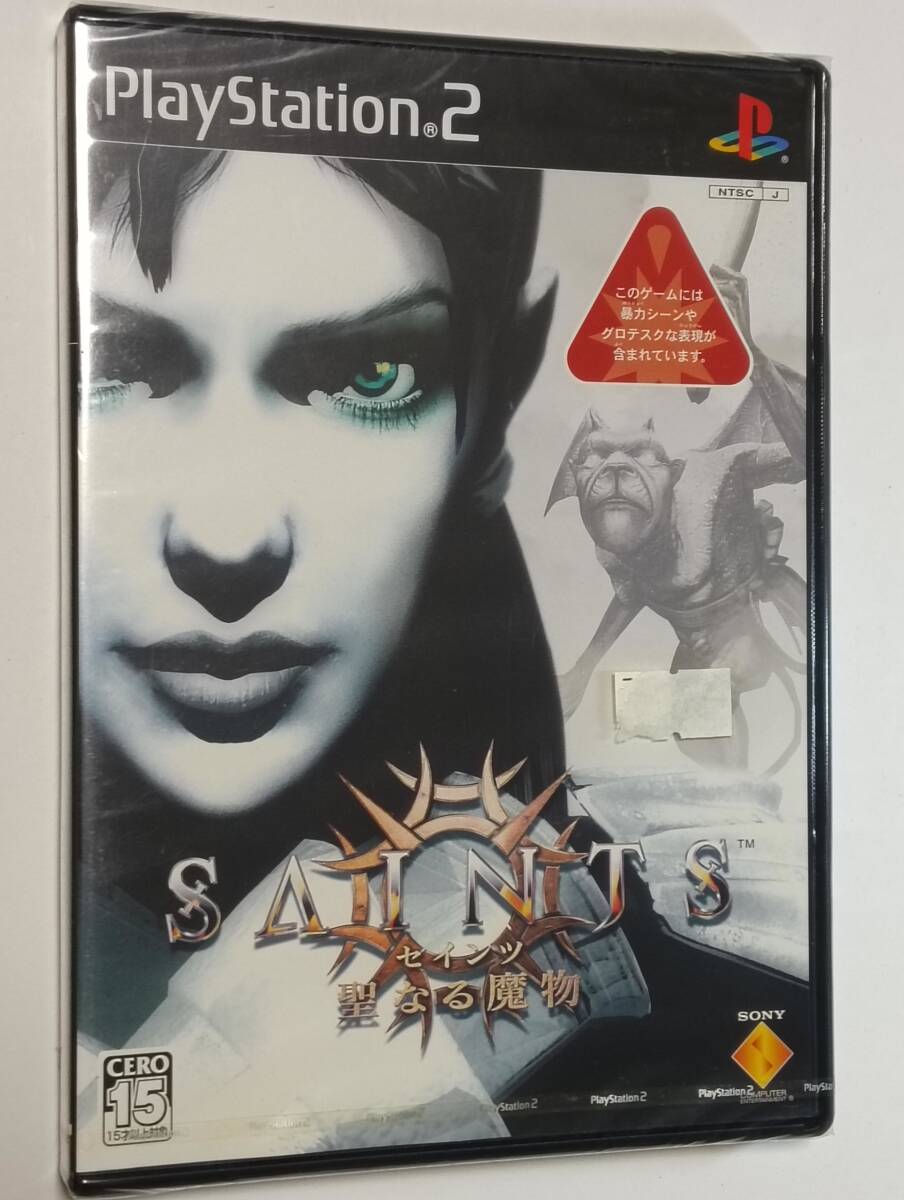 PlayStation®2
NTSC J
このゲームには
暴力シーンや
グロテスクな表現が
含まれています。
SAINTS™
セインツ
聖なる魔物
SONY
COMPUTER
ENTERTAINMENT®
CERO
15
15才以上対象
PlayStation 2 PlayStation 2 PlayStation 2 PlaySta